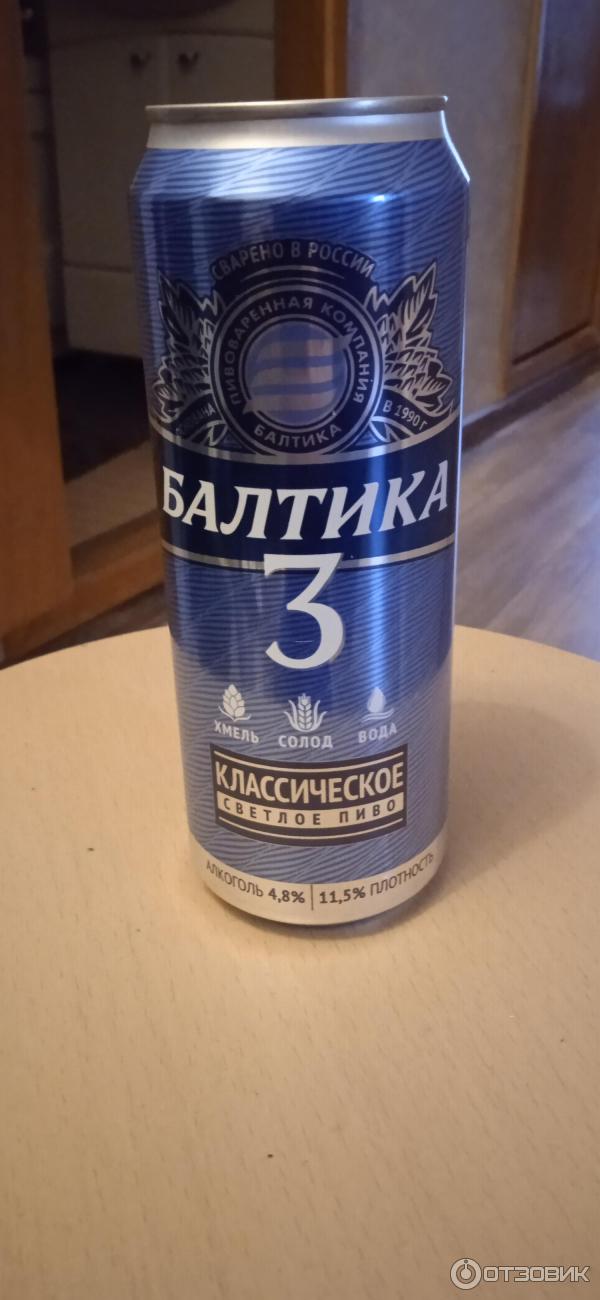 СВАРЕНО В РОССИИ
ПИВОВАРЕННАЯ КОМПАНИЯ
БАЛТИКА
В 1990 Г
БАЛТИКА
3
ХМЕЛЬ СОЛОД ВОДА
КЛАССИЧЕСКОЕ
СВЕТЛОЕ ПИВО
АЛКОГОЛЬ 4,8% 11,5% ПЛОТНОСТЬ
ОТЗОВИК